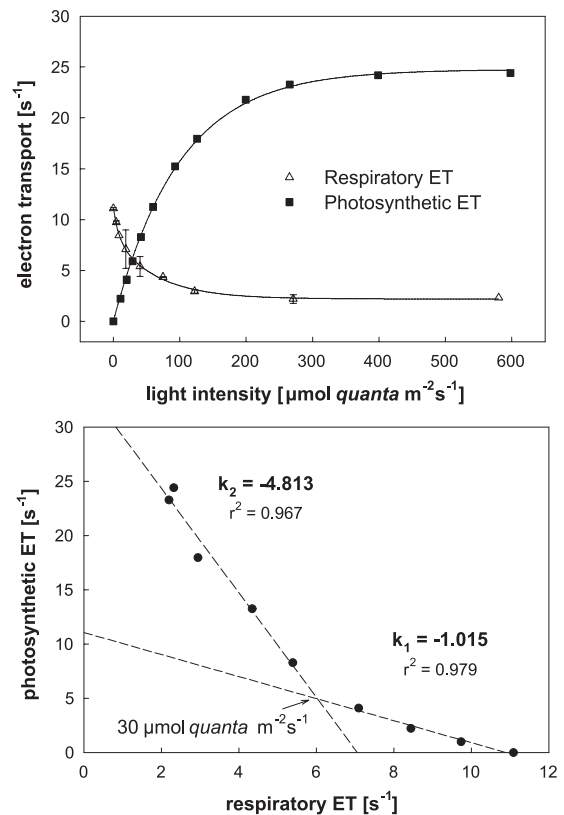 30
25
20
15
10
5
0
electron transport [s⁻¹]
Respiratory ET
Photosynthetic ET
0 100 200 300 400 500 600
light intensity [µmol quanta m⁻²s⁻¹]
30
25
20
15
10
5
0
photosynthetic ET [s⁻¹]
k₂ = -4.813
r² = 0.967
k₁ = -1.015
r² = 0.979
30 µmol quanta m⁻²s⁻¹
0 2 4 6 8 10 12
respiratory ET [s⁻¹]